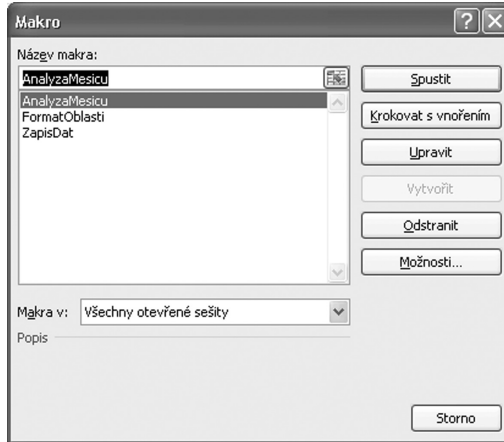 Makro
Název makra:
AnalyzaMesicu
AnalyzaMesicu
FormatOblasti
ZapisDat
Spustit
Krokovat s vnořením
Upravit
Vytvořit
Odstranit
Možnosti...
Makra v: Všechny otevřené sešity
Popis
Storno